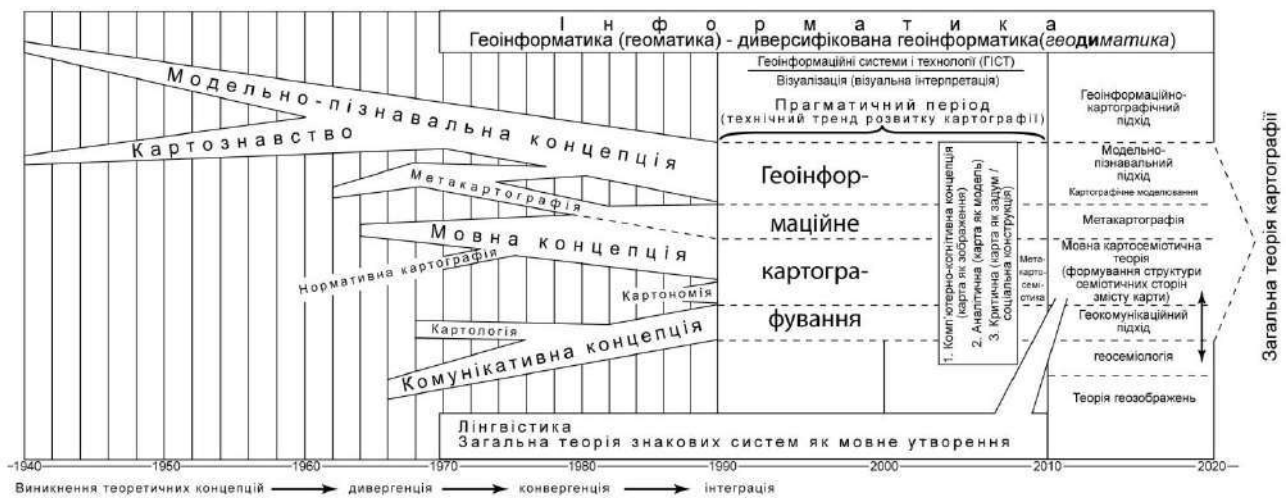 Інформатика
Геоінформатика (геоматика) - диверсифікована геоінформатика(геодиматика)
Геоінформаційні системи і технології (ГІСТ)
Візуалізація (візуальна інтерпретація)
Прагматичний період
(технічний тренд розвитку картографії)
Модельно-пізнавальна концепція
Картознавство
Метакартографія
Мовна концепція
Нормативна картографія
Картономія
Картологія
Комунікативна концепція
Геоінфор-
маційне
картогра-
фування
1. Комп'ютерно-когнітивна концепція
(карта як зображення)
2. Аналітична (карта як модель)
3. Критична (карта як задум /
соціальна конструкція)
Мета-
карто-
семі-
отика
Геоінформаційно-
картографічний
підхід
Модельно-
пізнавальний
підхід
Картографічне моделювання
Метакартографія
Мовна картосеміотична
теорія
(формування структури
семіотичних сторін
змісту карти)
Геокомунікаційний
підхід
геосеміологія
Теорія геозображень
Загальна теорія картографії
Лінгвістика
Загальна теорія знакових систем як мовне утворення
1940 1950 1960 1970 1980 1990 2000 2010 2020
Виникнення теоретичних концепцій дивергенція конвергенція інтеграція